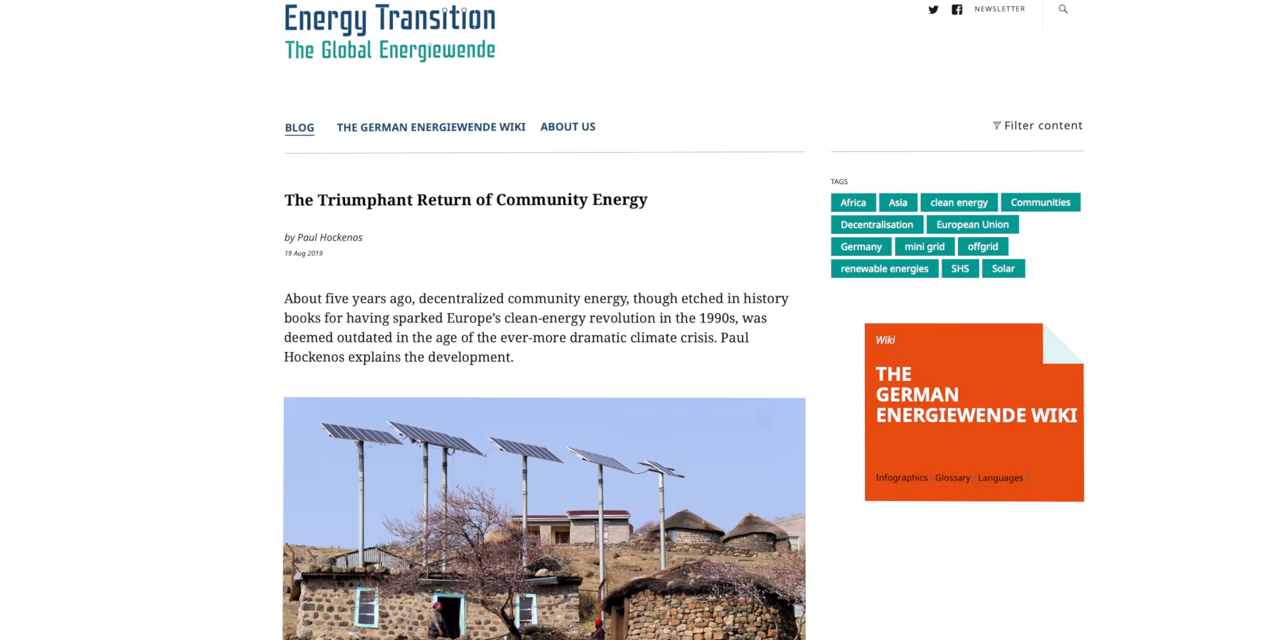 Energy Transition
The Global Energiewende
NEWSLETTER
BLOG THE GERMAN ENERGIEWENDE WIKI ABOUT US
Filter content
The Triumphant Return of Community Energy
by Paul Hockenos
19 Aug 2019
About five years ago, decentralized community energy, though etched in history
books for having sparked Europe’s clean-energy revolution in the 1990s, was
deemed outdated in the age of the ever-more dramatic climate crisis. Paul
Hockenos explains the development.
TAGS
Africa Asia clean energy Communities
Decentralisation European Union
Germany mini grid offgrid
renewable energies SHS Solar
Wiki
THE
GERMAN
ENERGIEWENDE WIKI
Infographics Glossary Languages